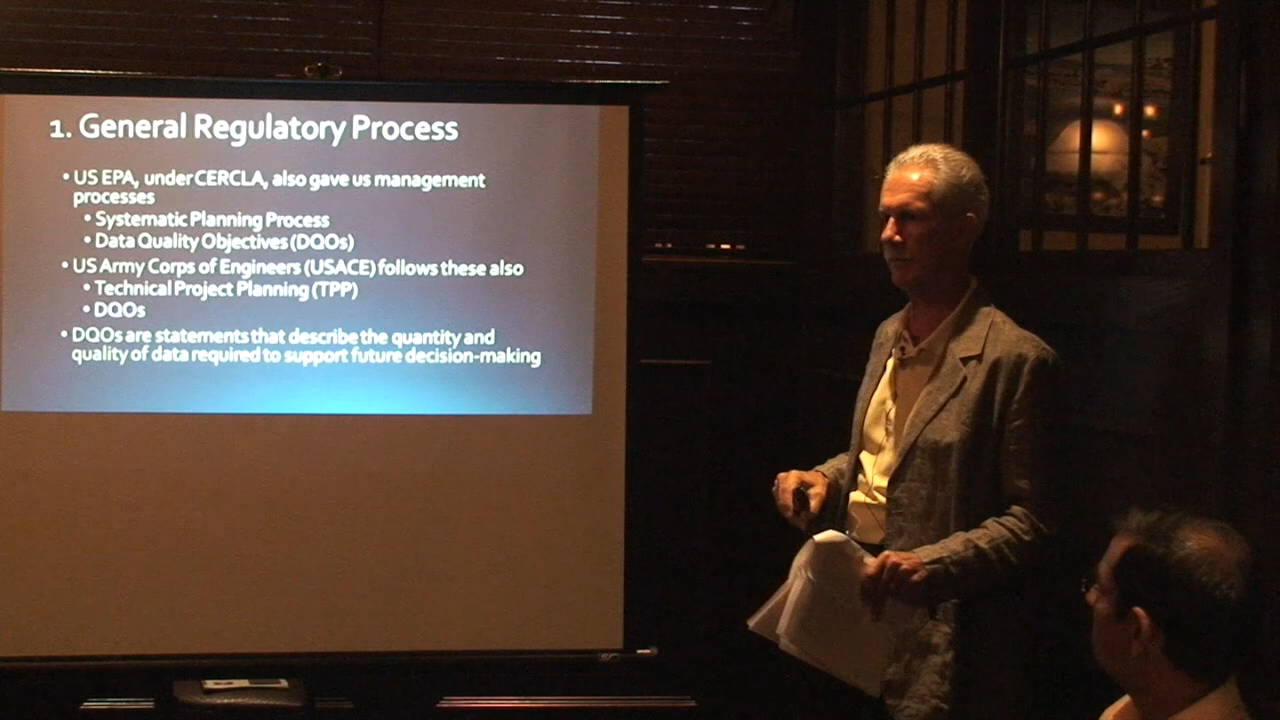 1. General Regulatory Process
• US EPA, under CERCLA, also gave us management
processes
• Systematic Planning Process
• Data Quality Objectives (DQOs)
• US Army Corps of Engineers (USACE) follows these also
• Technical Project Planning (TPP)
• DQOs
• DQOs are statements that describe the quantity and
quality of data required to support future decision-making